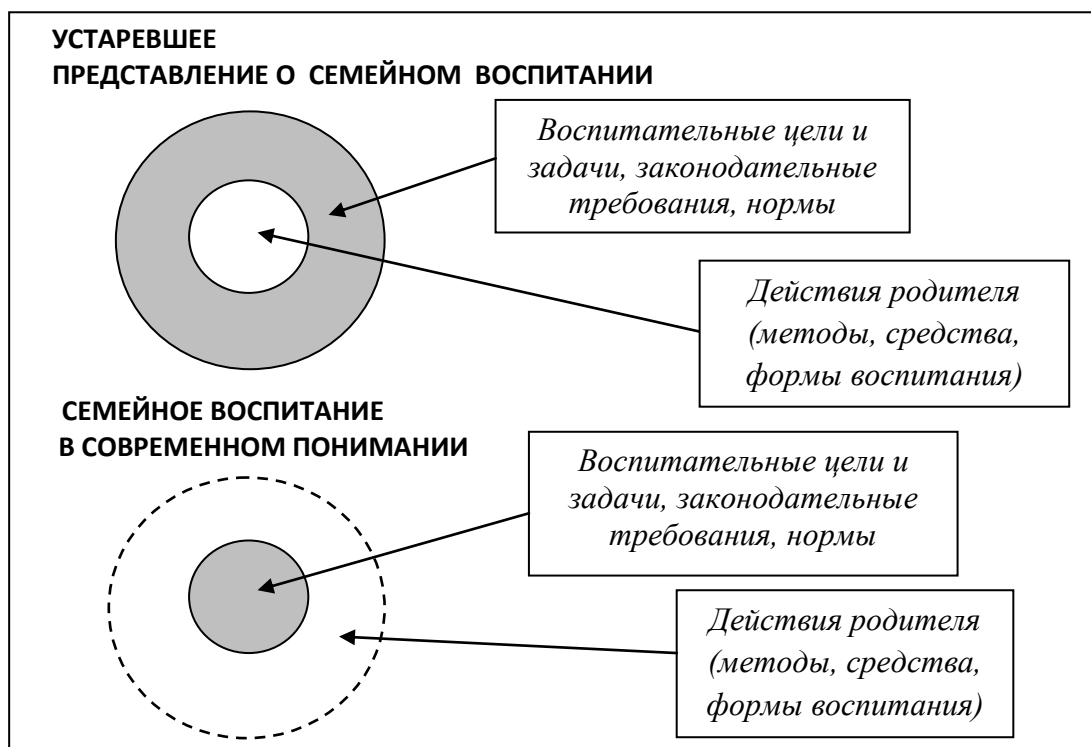 УСТАРЕВШЕЕ
ПРЕДСТАВЛЕНИЕ О СЕМЕЙНОМ ВОСПИТАНИИ
Воспитательные цели и
задачи, законодательные
требования, нормы
Действия родителя
(методы, средства,
формы воспитания)
СЕМЕЙНОЕ ВОСПИТАНИЕ
В СОВРЕМЕННОМ ПОНИМАНИИ
Воспитательные цели и
задачи, законодательные
требования, нормы
Действия родителя
(методы, средства,
формы воспитания)